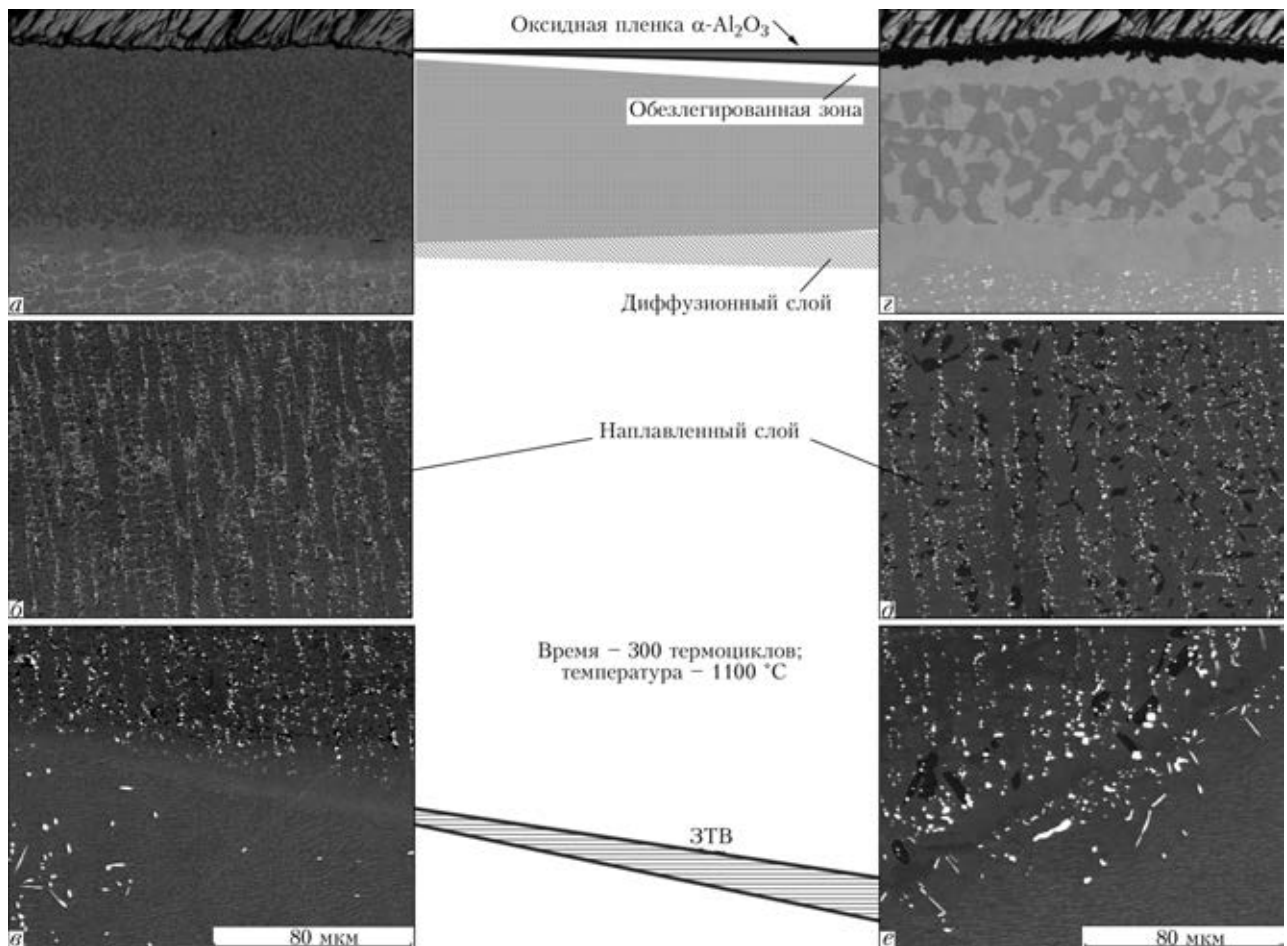 Оксидная пленка α-Al₂O₃
Обезлегированная зона
а
г
Диффузионный слой
Наплавленный слой
б
д
Время – 300 термоциклов;
температура – 1100 °C
ЗТВ
в
80 мкм
е
80 мкм